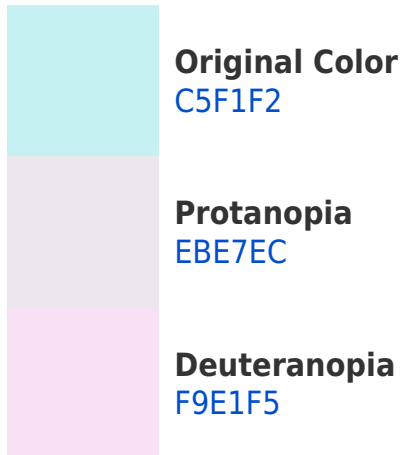 Original Color
C5F1F2
Protanopia
EBE7EC
Deuteranopia
F9E1F5